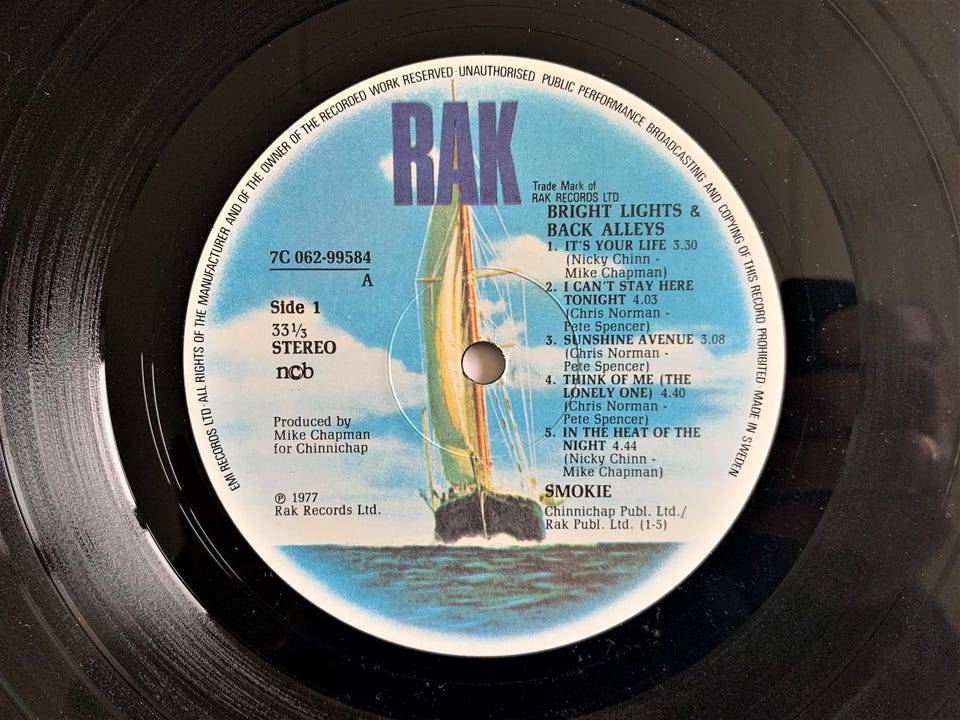 EMI RECORDS LTD·ALL RIGHTS OF THE MANUFACTURER AND OF THE OWNER OF THE RECORDED WORK RESERVED·UNAUTHORISED PUBLIC PERFORMANCE BROADCASTING AND COPYING OF THIS RECORD PROHIBITED·MADE IN SWEDEN
RAK
Trade Mark of
RAK RECORDS LTD.
BRIGHT LIGHTS &
BACK ALLEYS
1. IT'S YOUR LIFE 3.30
(Nicky Chinn -
Mike Chapman)
2. I CAN'T STAY HERE
TONIGHT 4.03
(Chris Norman -
Pete Spencer)
3. SUNSHINE AVENUE 3.08
(Chris Norman -
Pete Spencer)
4. THINK OF ME (THE
LONELY ONE) 4.40
(Chris Norman -
Pete Spencer)
5. IN THE HEAT OF THE
NIGHT 4.44
(Nicky Chinn -
Mike Chapman)
SMOKIE
Chinnichap Publ. Ltd./
Rak Publ. Ltd. (1-5)
7C 062-99584
A
Side 1
33 1/3
STEREO
ncb
Produced by
Mike Chapman
for Chinnichap
℗ 1977
Rak Records Ltd.